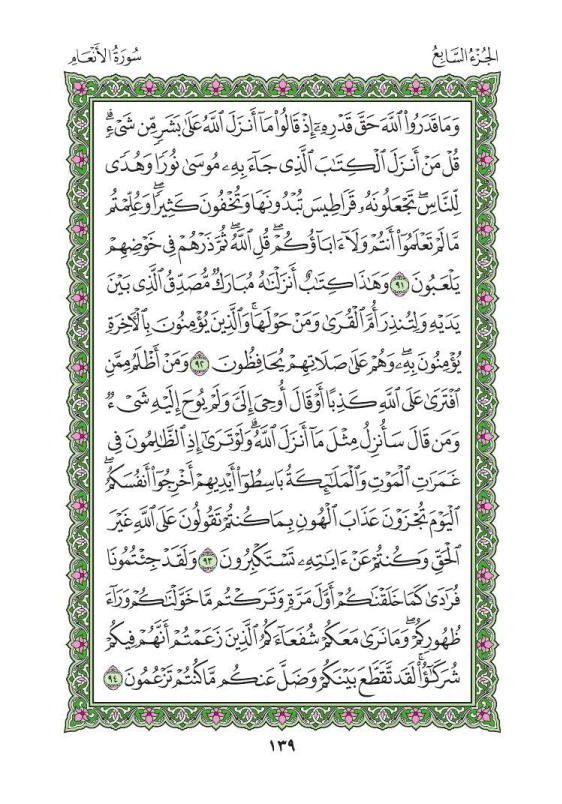 الجُزْءُ السَّابِعُ
سُورَةُ الأَنْعَامِ
وَمَا قَدَرُوا۟ ٱللَّهَ حَقَّ قَدْرِهِۦٓ إِذْ قَالُوا۟ مَآ أَنزَلَ ٱللَّهُ عَلَىٰ بَشَرٍ مِّن شَىْءٍ ۗ
قُلْ مَنْ أَنزَلَ ٱلْكِتَـٰبَ ٱلَّذِى جَآءَ بِهِۦ مُوسَىٰ نُورًا وَهُدًى
لِّلنَّاسِ ۖ تَجْعَلُونَهُۥ قَرَاطِيسَ تُبْدُونَهَا وَتُخْفُونَ كَثِيرًا ۖ وَعُلِّمْتُم
مَّا لَمْ تَعْلَمُوٓا۟ أَنتُمْ وَلَآ ءَابَآؤُكُمْ ۖ قُلِ ٱللَّهُ ۖ ثُمَّ ذَرْهُمْ فِى خَوْضِهِمْ
يَلْعَبُونَ ٩١ وَهَـٰذَا كِتَـٰبٌ أَنزَلْنَـٰهُ مُبَارَكٌ مُّصَدِّقُ ٱلَّذِى بَيْنَ
يَدَيْهِ وَلِتُنذِرَ أُمَّ ٱلْقُرَىٰ وَمَنْ حَوْلَهَا ۚ وَٱلَّذِينَ يُؤْمِنُونَ بِٱلْـَٔاخِرَةِ
يُؤْمِنُونَ بِهِۦ ۖ وَهُمْ عَلَىٰ صَلَاتِهِمْ يُحَافِظُونَ ٩٢ وَمَنْ أَظْلَمُ مِمَّنِ
ٱفْتَرَىٰ عَلَى ٱللَّهِ كَذِبًا أَوْ قَالَ أُوحِىَ إِلَىَّ وَلَمْ يُوحَ إِلَيْهِ شَىْءٌ
وَمَن قَالَ سَأُنزِلُ مِثْلَ مَآ أَنزَلَ ٱللَّهُ ۗ وَلَوْ تَرَىٰٓ إِذِ ٱلظَّـٰلِمُونَ فِى
غَمَرَٰتِ ٱلْمَوْتِ وَٱلْمَلَـٰٓئِكَةُ بَاسِطُوٓا۟ أَيْدِيهِمْ أَخْرِجُوٓا۟ أَنفُسَكُمُ ۖ
ٱلْيَوْمَ تُجْزَوْنَ عَذَابَ ٱلْهُونِ بِمَا كُنتُمْ تَقُولُونَ عَلَى ٱللَّهِ غَيْرَ
ٱلْحَقِّ وَكُنتُمْ عَنْ ءَايَـٰتِهِۦ تَسْتَكْبِرُونَ ٩٣ وَلَقَدْ جِئْتُمُونَا
فُرَٰدَىٰ كَمَا خَلَقْنَـٰكُمْ أَوَّلَ مَرَّةٍ وَتَرَكْتُم مَّا خَوَّلْنَـٰكُمْ وَرَآءَ
ظُهُورِكُمْ ۖ وَمَا نَرَىٰ مَعَكُمْ شُفَعَآءَكُمُ ٱلَّذِينَ زَعَمْتُمْ أَنَّهُمْ فِيكُمْ
شُرَكَـٰٓؤُا۟ ۚ لَقَد تَّقَطَّعَ بَيْنَكُمْ وَضَلَّ عَنكُم مَّا كُنتُمْ تَزْعُمُونَ ٩٤
١٣٩